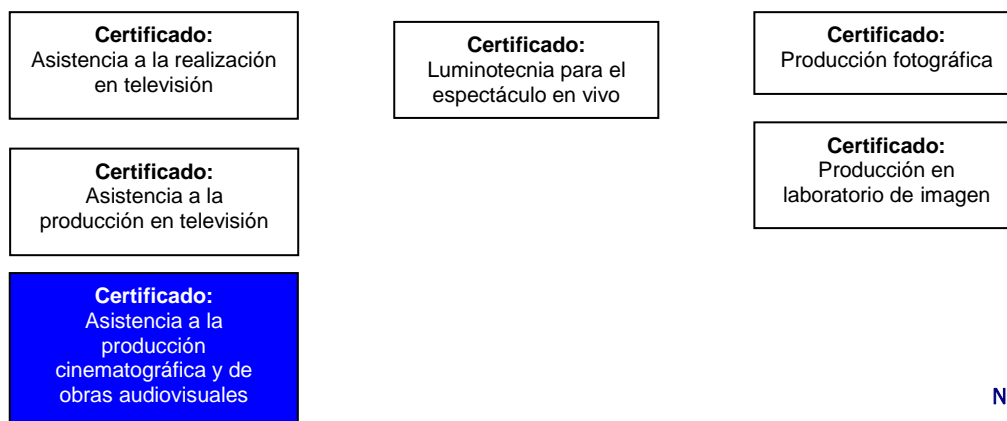 Certificado:
Asistencia a la realización
en televisión
Certificado:
Asistencia a la
producción en televisión
Certificado:
Asistencia a la
producción
cinematográfica y de
obras audiovisuales
Certificado:
Luminotecnia para el
espectáculo en vivo
Certificado:
Producción fotográfica
Certificado:
Producción en
laboratorio de imagen
N